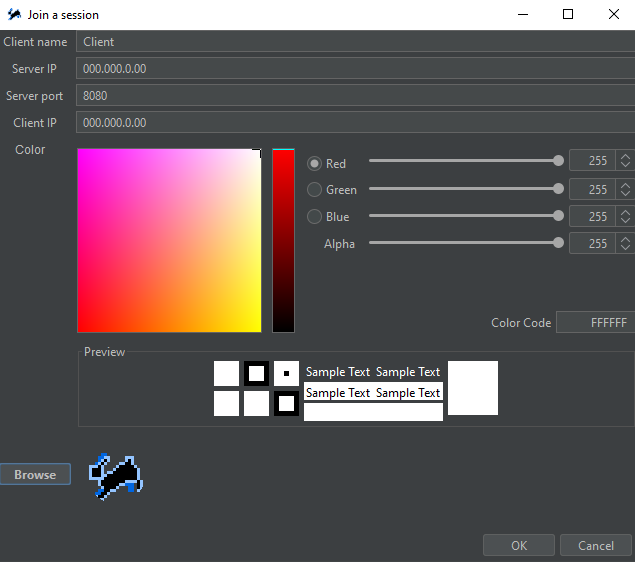 Join a session
Client name Client
Server IP 000.000.0.00
Server port 8080
Client IP 000.000.0.00
Color
Red 255
Green 255
Blue 255
Alpha 255
Color Code FFFFFF
Preview
Sample Text Sample Text
Sample Text Sample Text
Browse
OK Cancel